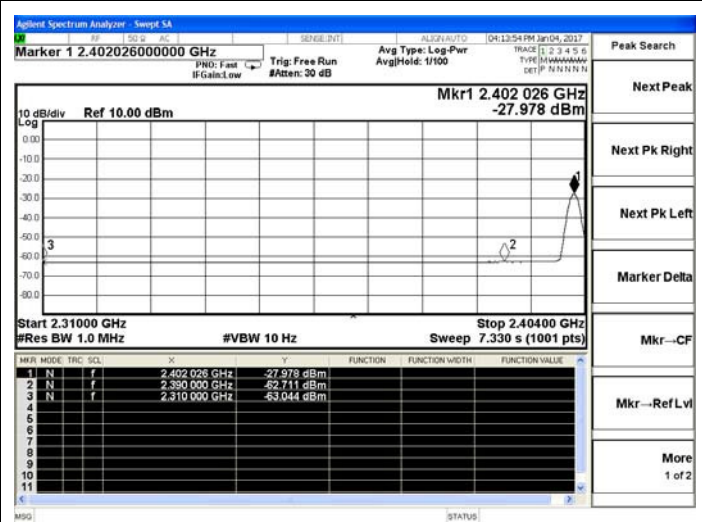 Agilent Spectrum Analyzer - Swept SA
RF 50 Ω AC SENSE:INT ALIGN AUTO 04:13:54 PM Jan 04, 2017
Marker 1 2.402026000000 GHz
PNO: Fast
IFGain:Low
Trig: Free Run
#Atten: 30 dB
Avg Type: Log-Pwr
Avg|Hold: 1/100
TRACE 1 2 3 4 5 6
TYPE M WWWWW
DET P N N N N N
Peak Search
Mkr1 2.402 026 GHz
-27.978 dBm
10 dB/div Ref 10.00 dBm
Log
0.00
-10.0
-20.0
-30.0
-40.0
-50.0
-60.0
-70.0
-80.0
1
2
3
Start 2.31000 GHz
Stop 2.40400 GHz
#Res BW 1.0 MHz #VBW 10 Hz Sweep 7.330 s (1001 pts)
MKR MODE TRC SCL X Y FUNCTION FUNCTION WIDTH FUNCTION VALUE
1 N f 2.402 026 GHz -27.978 dBm
2 N f 2.390 000 GHz -62.711 dBm
3 N f 2.310 000 GHz -63.044 dBm
4
5
6
7
8
9
10
11
MSG STATUS
Next Peak
Next Pk Right
Next Pk Left
Marker Delta
Mkr→CF
Mkr→Ref Lvl
More
1 of 2